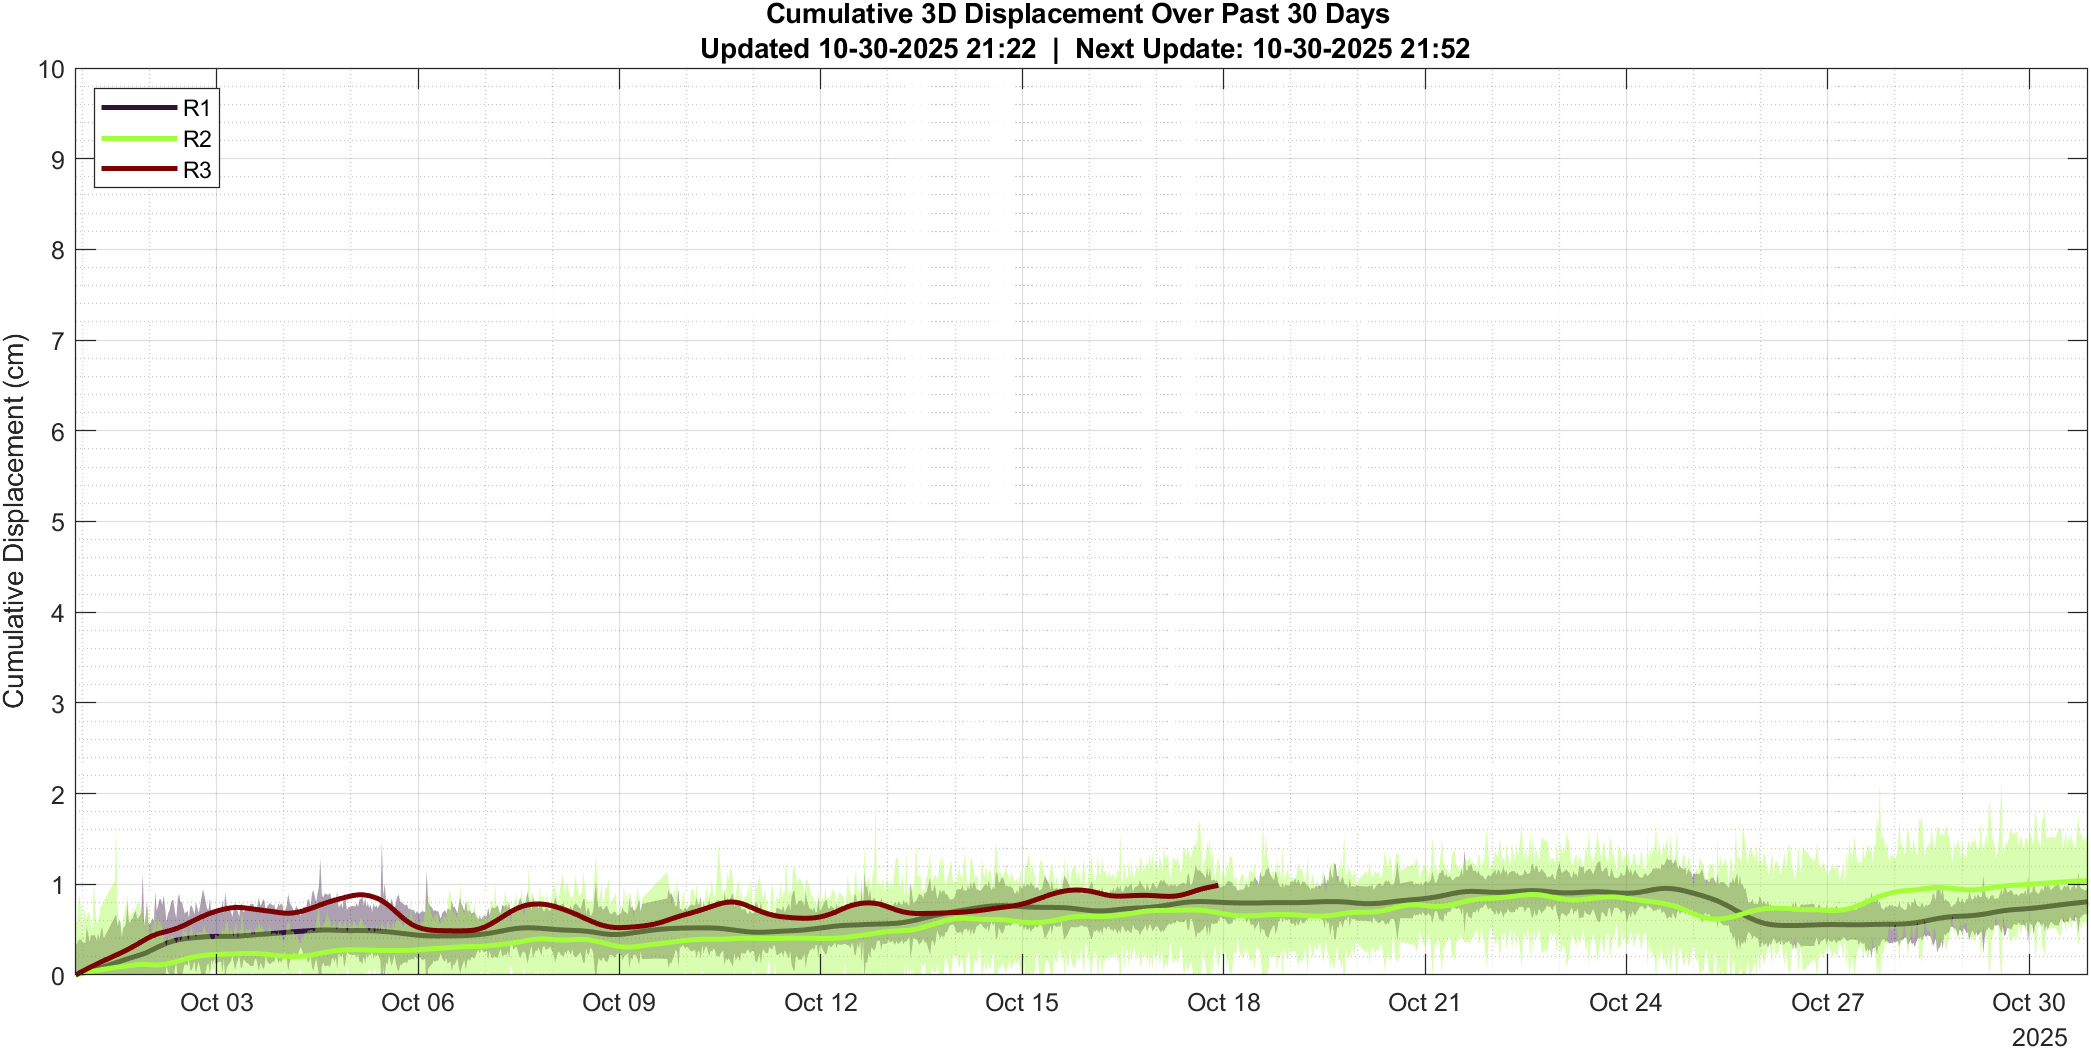 Cumulative 3D Displacement Over Past 30 Days
Updated 10-30-2025 21:22 | Next Update: 10-30-2025 21:52
Cumulative Displacement (cm)
10
9
8
7
6
5
4
3
2
1
0
R1
R2
R3
Oct 03
Oct 06
Oct 09
Oct 12
Oct 15
Oct 18
Oct 21
Oct 24
Oct 27
Oct 30
2025